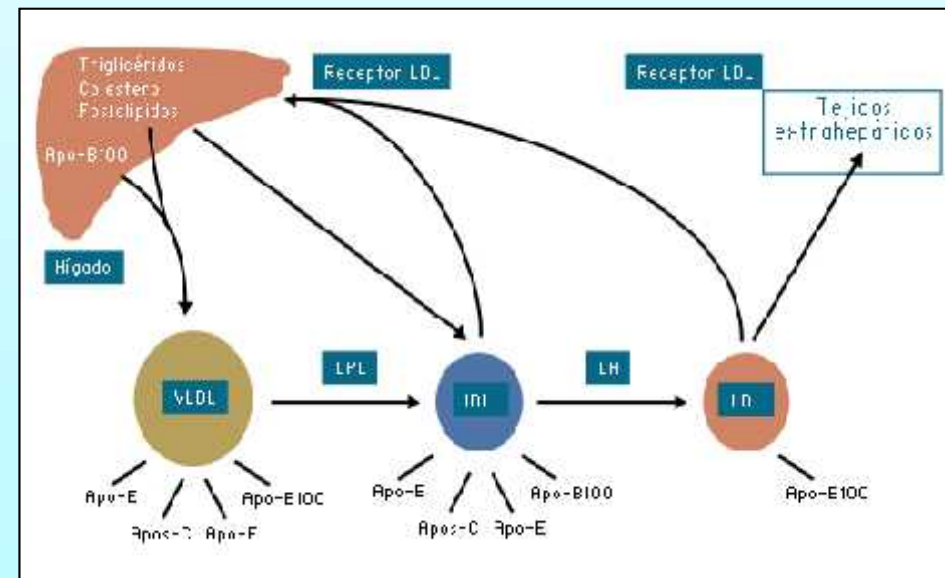 Triglicéridos
Colesterol
Fosfolípidos
Apo-B100
Hígado
Receptor LDL
Receptor LDL
Tejidos
extrahepáticos
LPL
LH
VLDL
IDL
LDL
Apo-E
Apos-C
Apo-E
Apo-B100
Apo-E
Apos-C
Apo-E
Apo-B100
Apo-B100